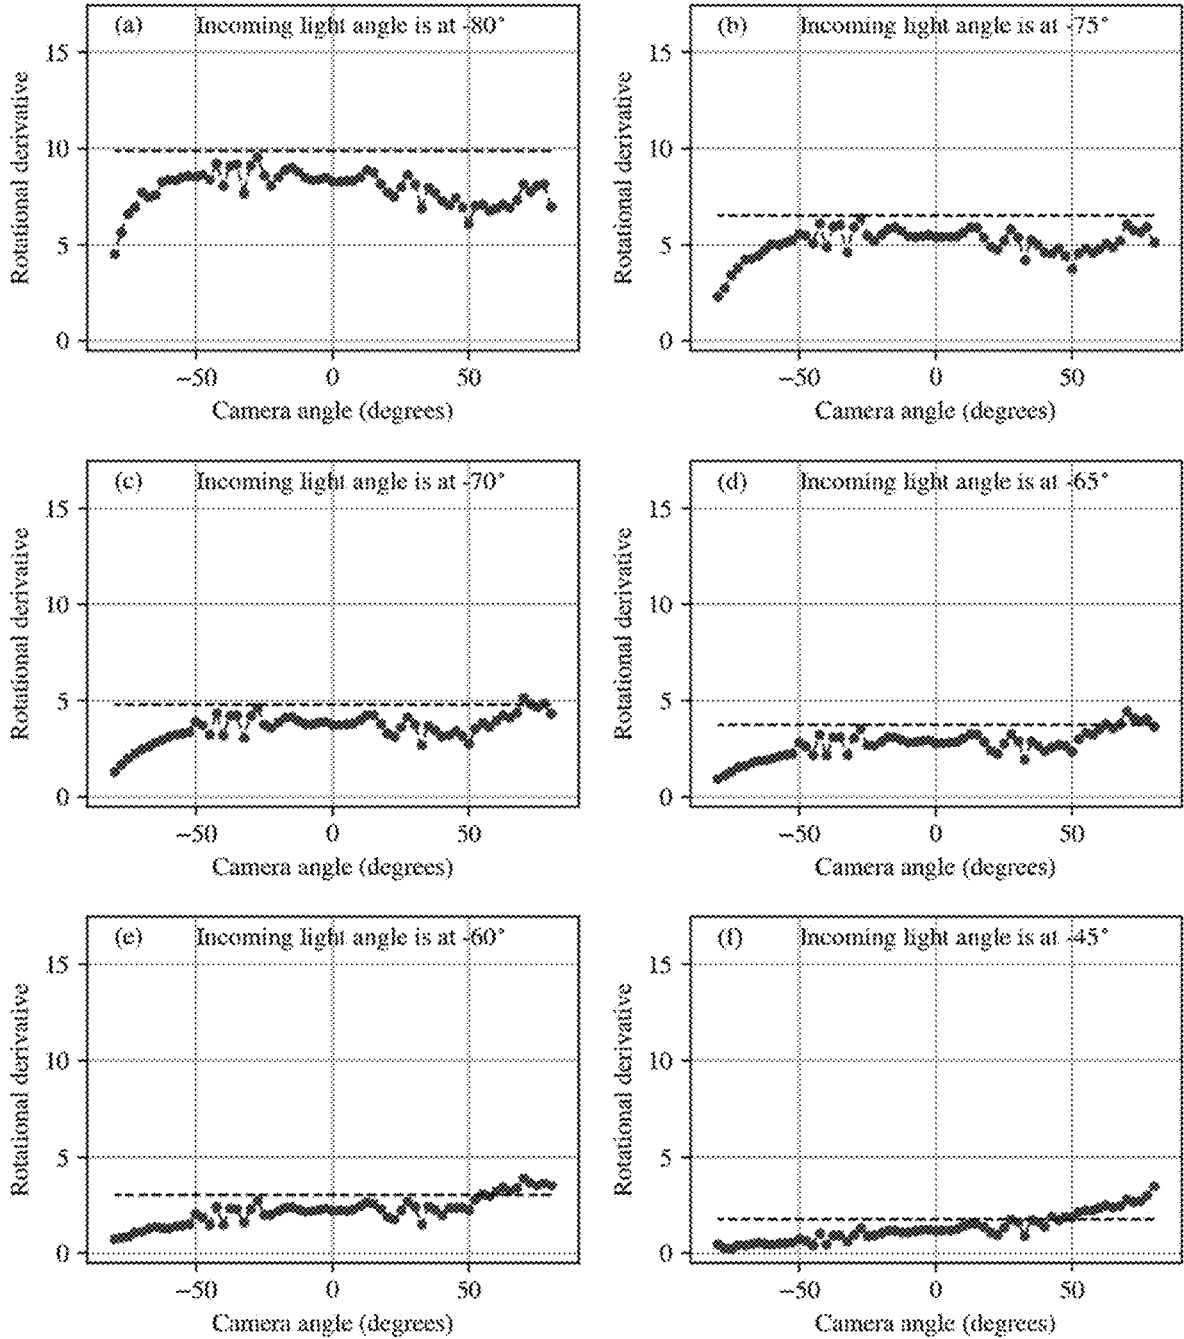 (a) Incoming light angle is at -80°
15
10
5
0
Rotational derivative
−50 0 50
Camera angle (degrees)
(b) Incoming light angle is at -75°
15
10
5
0
Rotational derivative
−50 0 50
Camera angle (degrees)
(c) Incoming light angle is at -70°
15
10
5
0
Rotational derivative
−50 0 50
Camera angle (degrees)
(d) Incoming light angle is at -65°
15
10
5
0
Rotational derivative
−50 0 50
Camera angle (degrees)
(e) Incoming light angle is at -60°
15
10
5
0
Rotational derivative
−50 0 50
Camera angle (degrees)
(f) Incoming light angle is at -45°
15
10
5
0
Rotational derivative
−50 0 50
Camera angle (degrees)